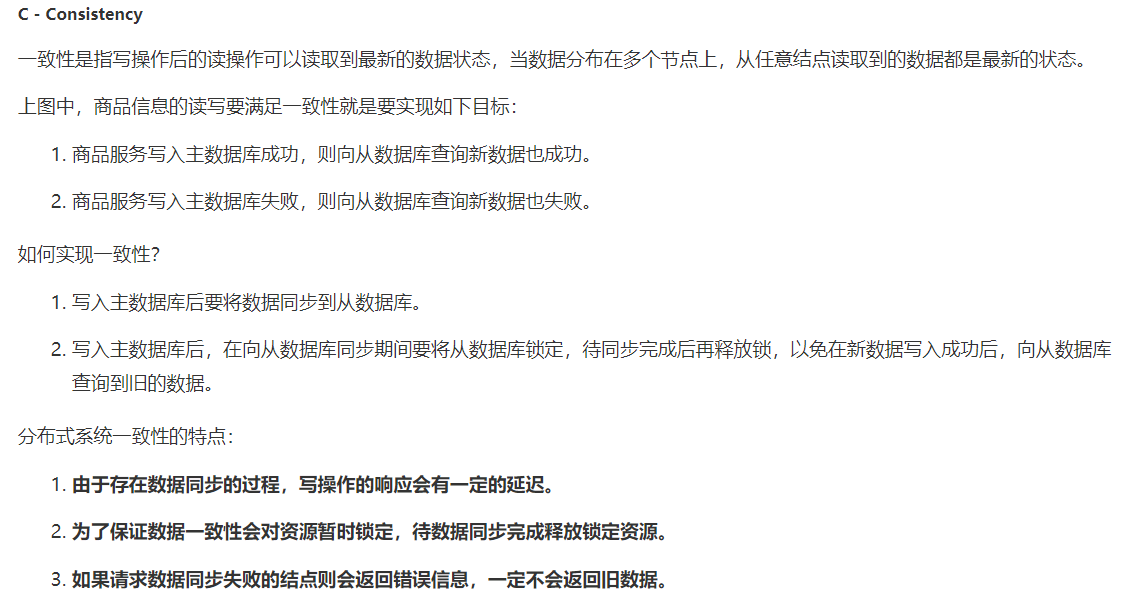 C - Consistency
一致性是指写操作后的读操作可以读取到最新的数据状态，当数据分布在多个节点上，从任意结点读取到的数据都是最新的状态。
上图中，商品信息的读写要满足一致性就是要实现如下目标：
1. 商品服务写入主数据库成功，则向从数据库查询新数据也成功。
2. 商品服务写入主数据库失败，则向从数据库查询新数据也失败。
如何实现一致性？
1. 写入主数据库后要将数据同步到从数据库。
2. 写入主数据库后，在向从数据库同步期间要将从数据库锁定，待同步完成后再释放锁，以免在新数据写入成功后，向从数据库
查询到旧的数据。
分布式系统一致性的特点：
1. 由于存在数据同步的过程，写操作的响应会有一定的延迟。
2. 为了保证数据一致性会对资源暂时锁定，待数据同步完成释放锁定资源。
3. 如果请求数据同步失败的结点则会返回错误信息，一定不会返回旧数据。